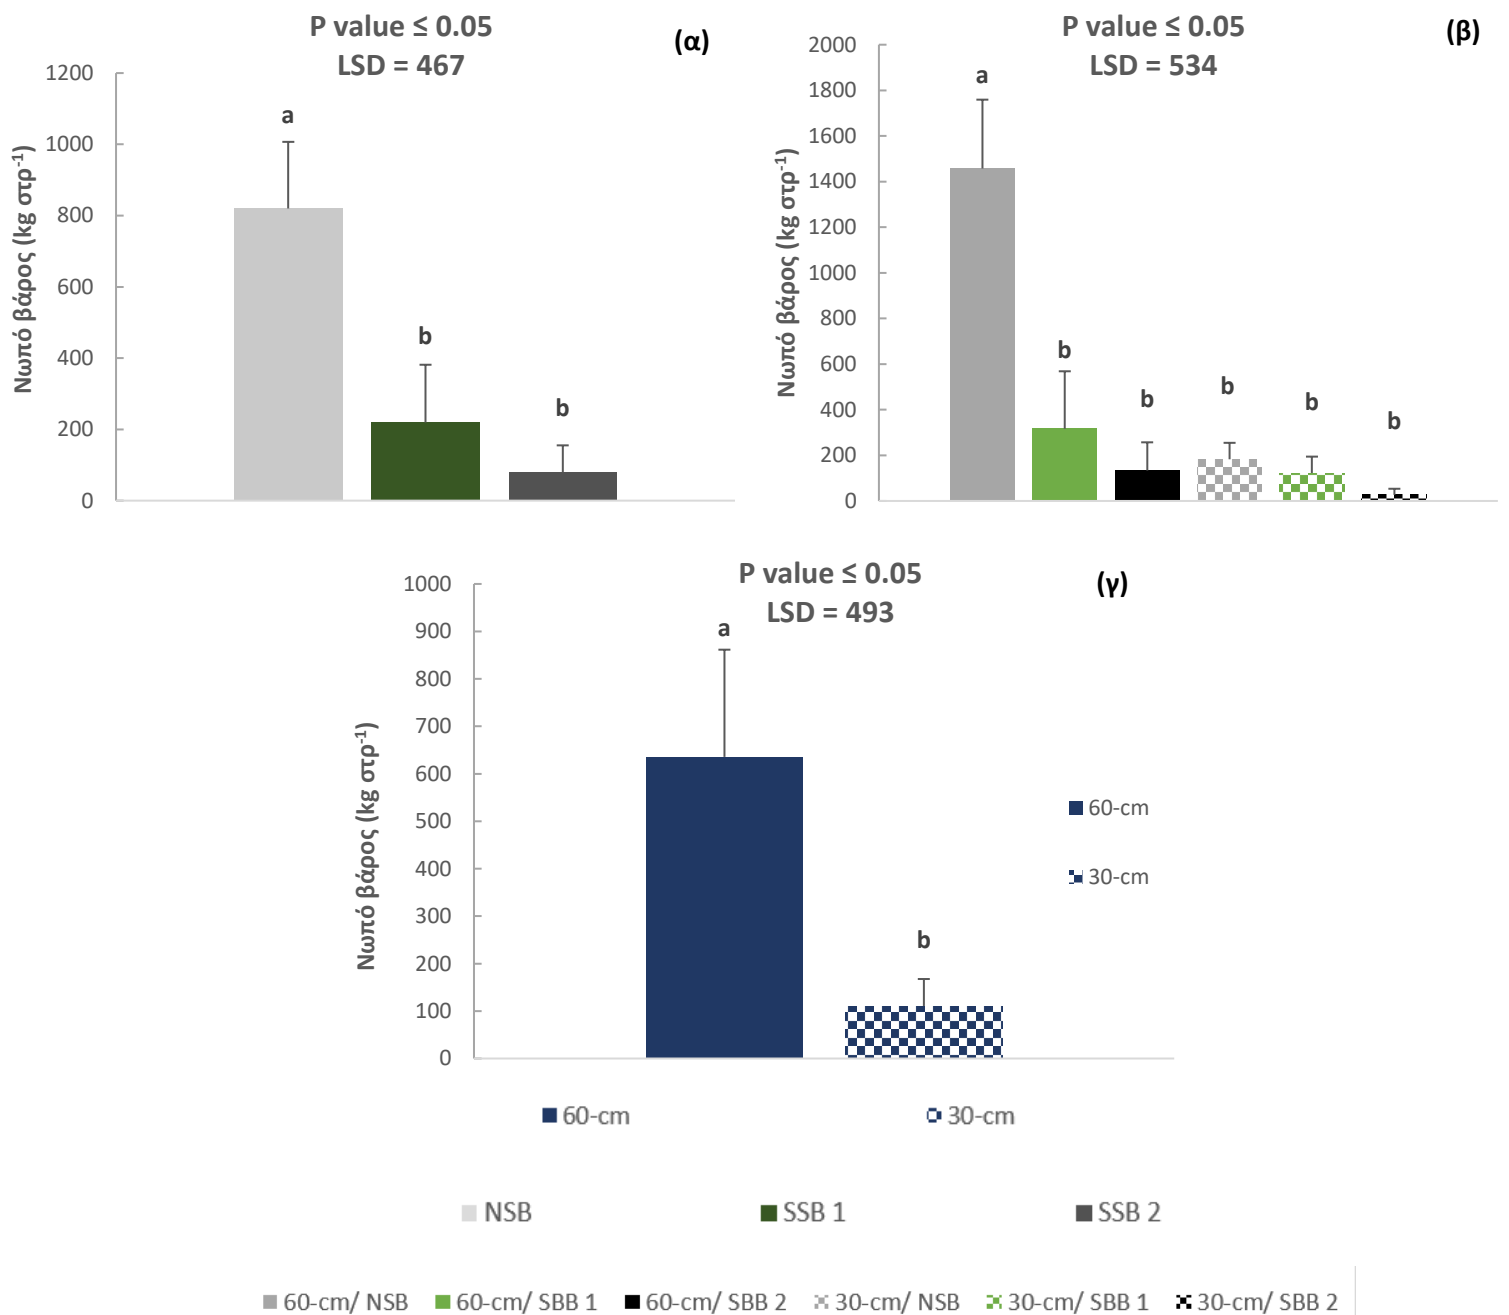 P value ≤ 0.05
LSD = 467
(α)
1200
1000
800
600
400
200
0
Νωπό βάρος (kg στρ⁻¹)
a
b
b
P value ≤ 0.05
LSD = 534
(β)
2000
1800
1600
1400
1200
1000
800
600
400
200
0
Νωπό βάρος (kg στρ⁻¹)
a
b
b
b
b
b
P value ≤ 0.05
LSD = 493
(γ)
1000
900
800
700
600
500
400
300
200
100
0
Νωπό βάρος (kg στρ⁻¹)
a
b
60-cm
30-cm
60-cm 30-cm
NSB SSB 1 SSB 2
60-cm/ NSB 60-cm/ SBB 1 60-cm/ SBB 2 30-cm/ NSB 30-cm/ SBB 1 30-cm/ SBB 2